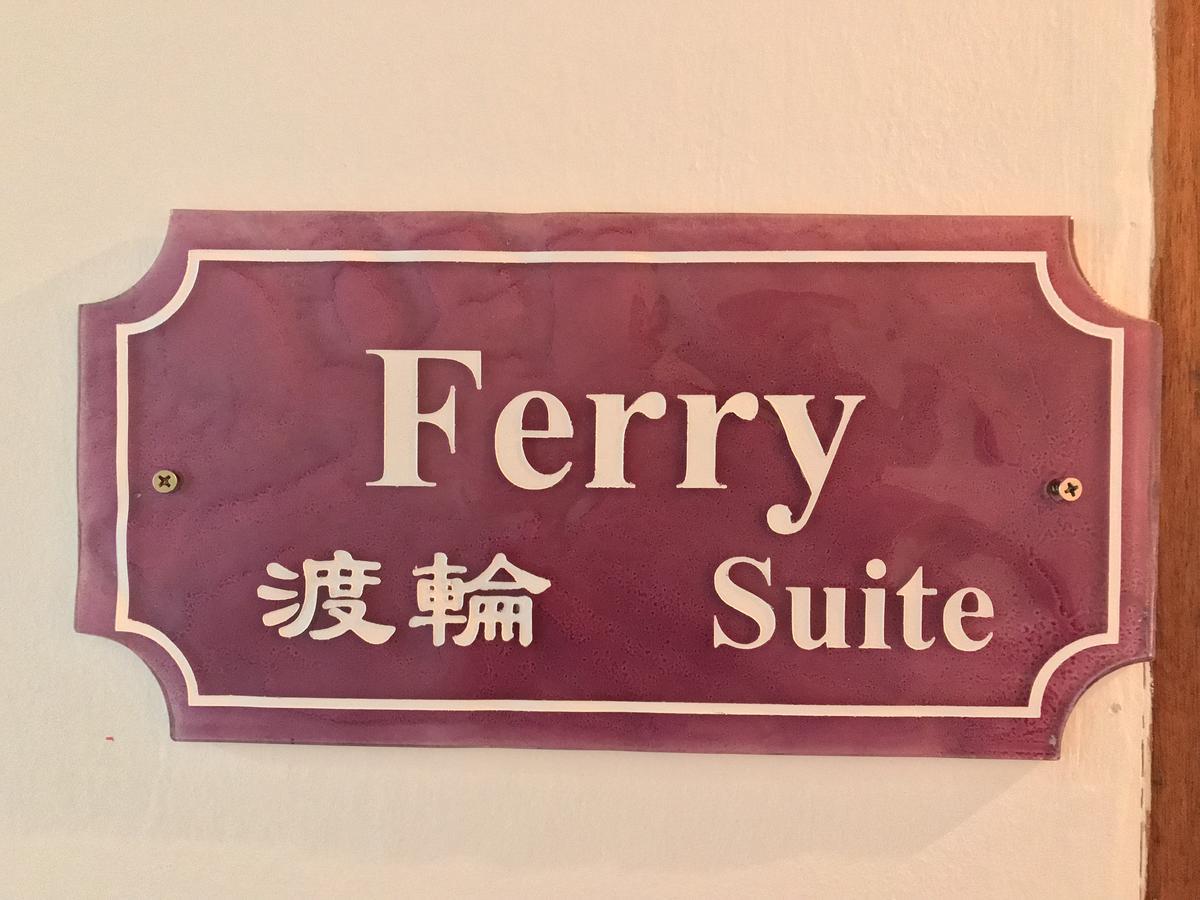 Ferry
渡輪 Suite